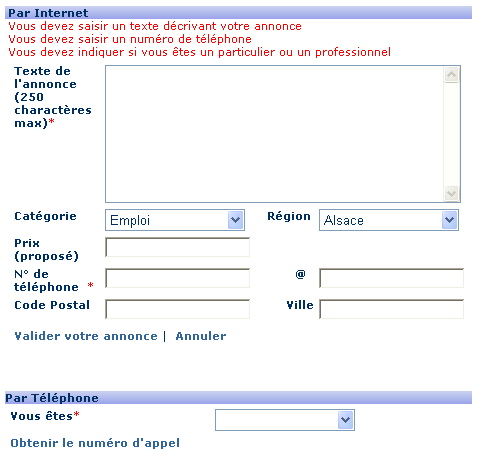 Par Internet
Vous devez saisir un texte décrivant votre annonce
Vous devez saisir un numéro de téléphone
Vous devez indiquer si vous êtes un particulier ou un professionnel
Texte de
l'annonce
(250
charactères
max)*
Catégorie Emploi Région Alsace
Prix
(proposé)
N° de
téléphone * @
Code Postal Ville
Valider votre annonce | Annuler
Par Téléphone
Vous êtes*
Obtenir le numéro d'appel